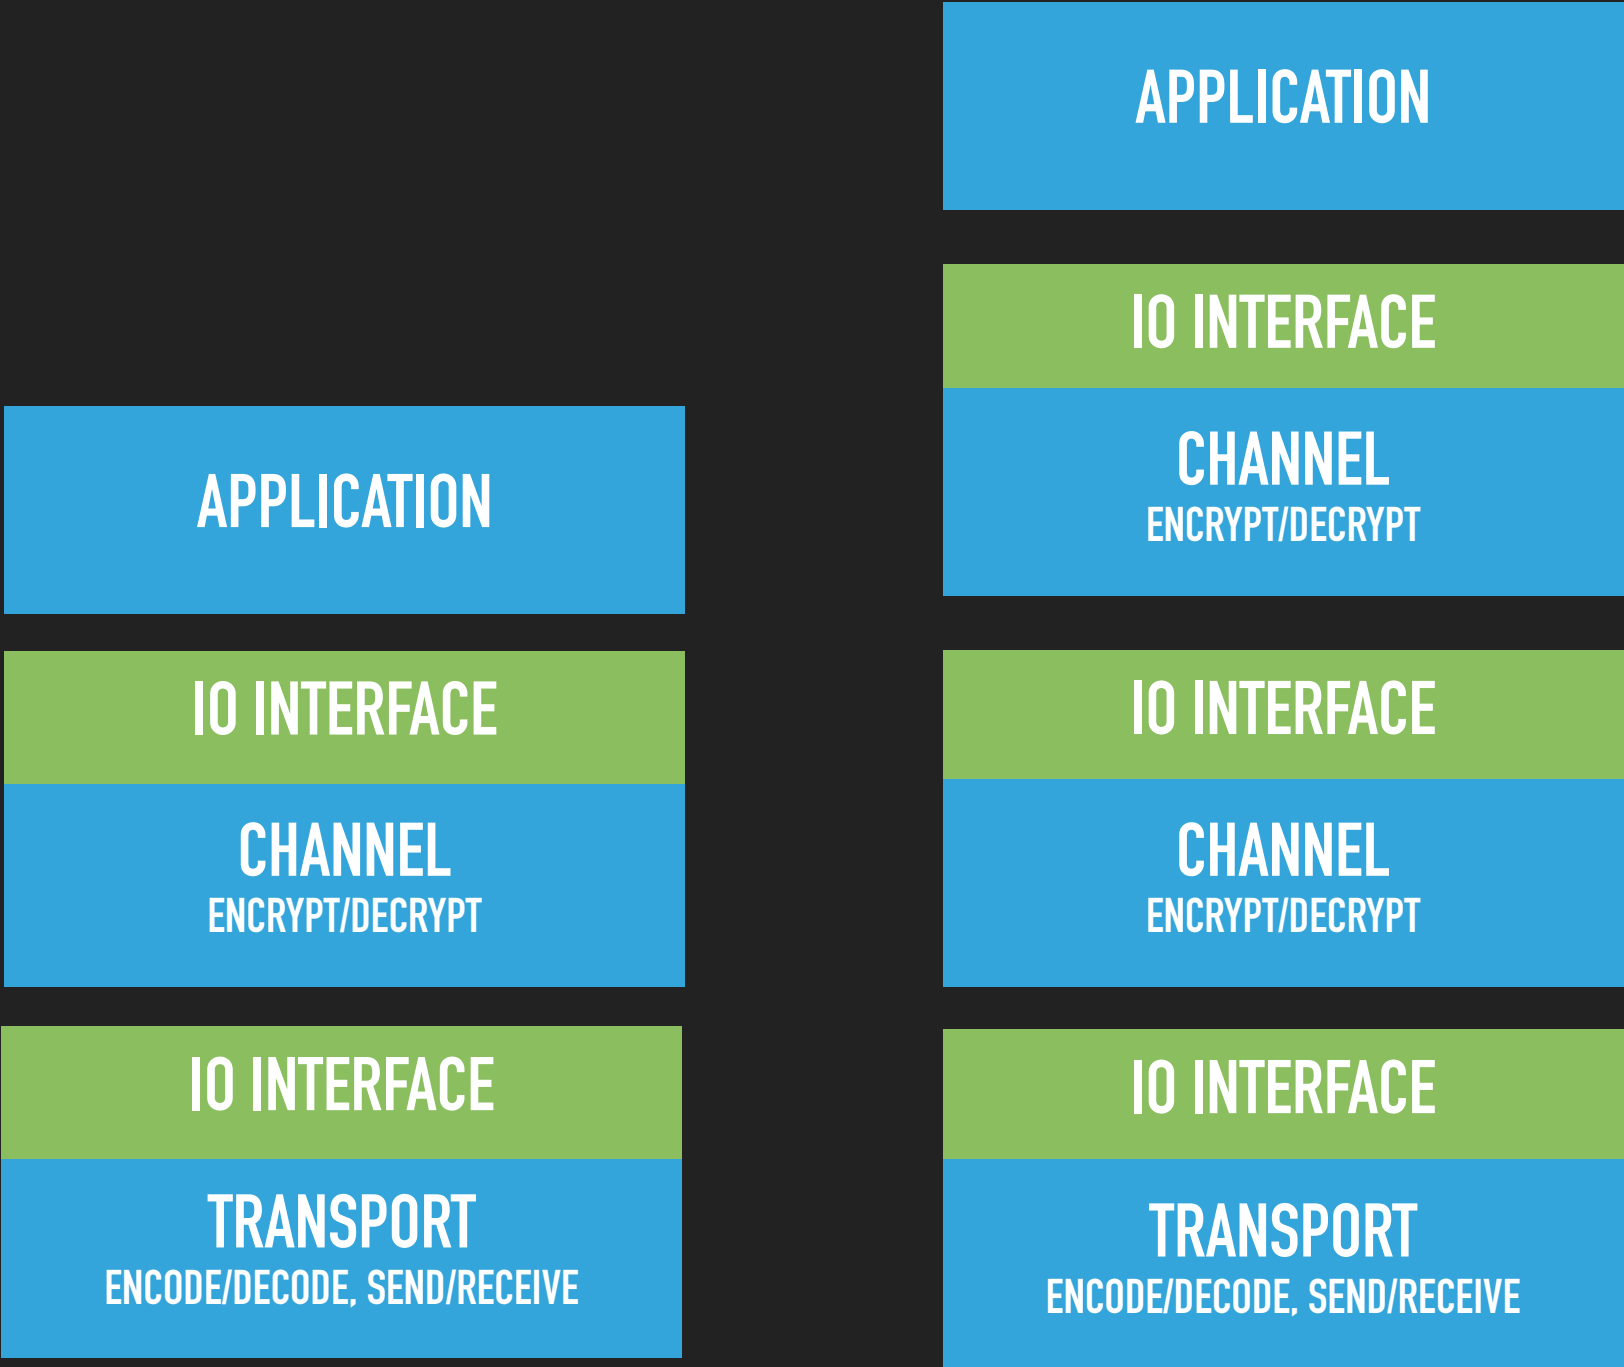 APPLICATION
IO INTERFACE
CHANNEL
ENCRYPT/DECRYPT
IO INTERFACE
TRANSPORT
ENCODE/DECODE, SEND/RECEIVE
APPLICATION
IO INTERFACE
CHANNEL
ENCRYPT/DECRYPT
IO INTERFACE
CHANNEL
ENCRYPT/DECRYPT
IO INTERFACE
TRANSPORT
ENCODE/DECODE, SEND/RECEIVE